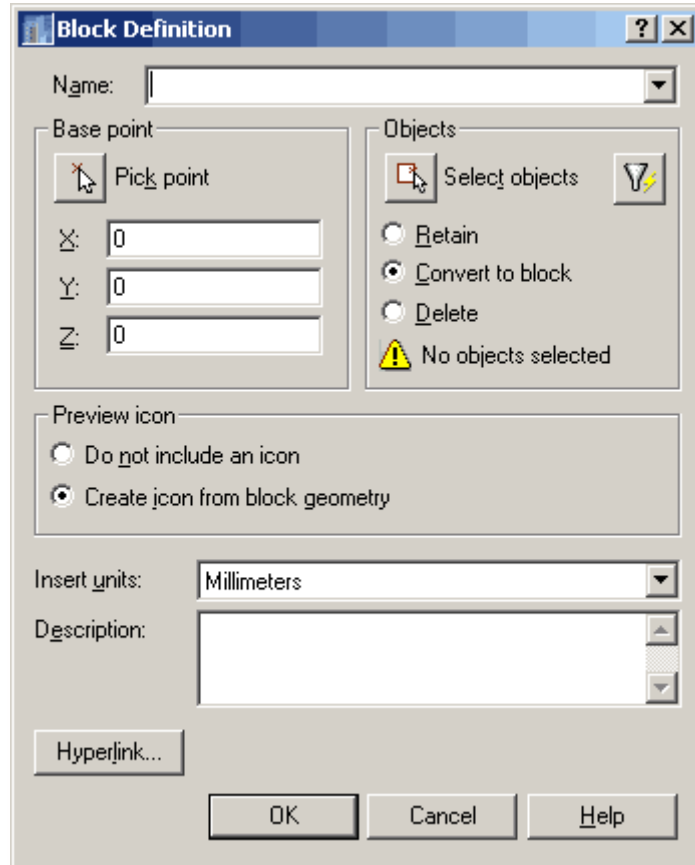 Block Definition
Name:
Base point
Pick point
X: 0
Y: 0
Z: 0
Objects
Select objects
Retain
Convert to block
Delete
No objects selected
Preview icon
Do not include an icon
Create icon from block geometry
Insert units: Millimeters
Description:
Hyperlink...
OK Cancel Help